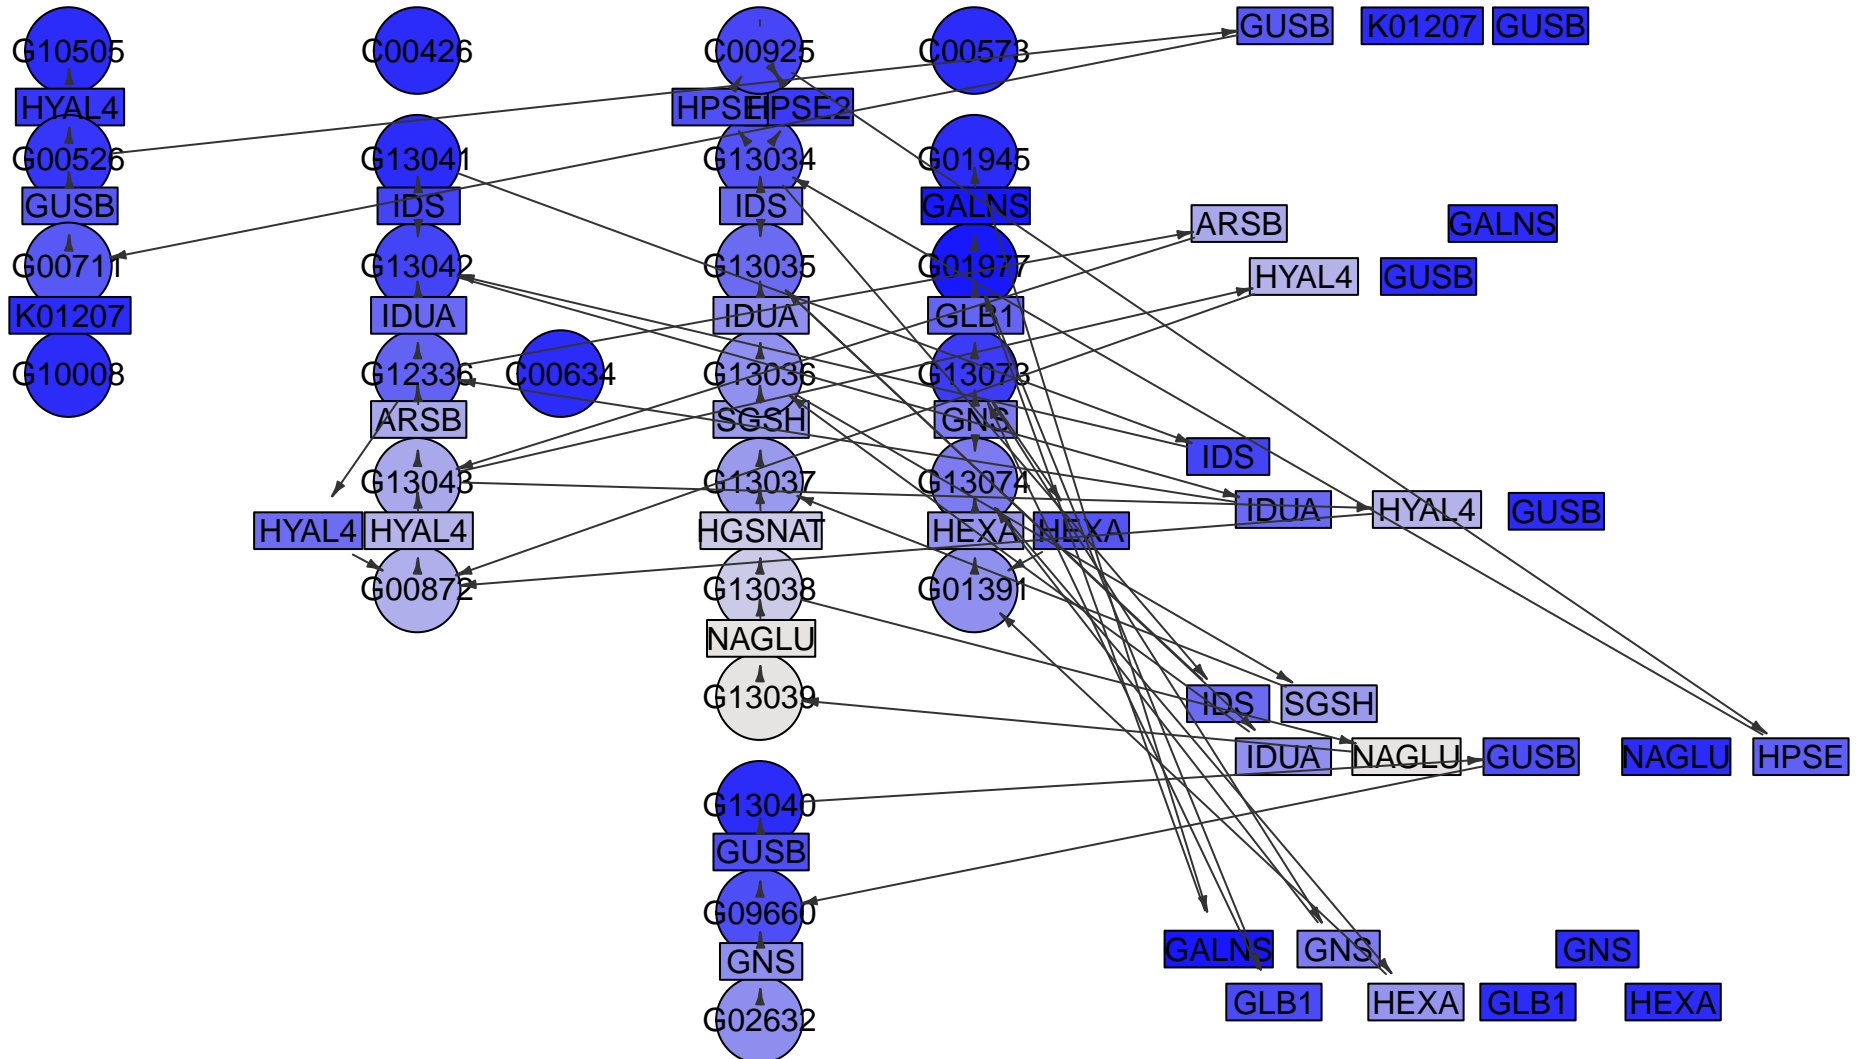 G10505 C00426 C00925 C00573 GUSB K01207 GUSB
HYAL4 HPSE HPSE2
G00526 G13041 G13034 G01945
GUSB IDS IDS GALNS ARSB GALNS
G00711 G13042 G13035 G01977 HYAL4 GUSB
K01207 IDUA IDUA GLB1
G10008 G12336 C00634 G13036 G13073
ARSB SGSH GNS
IDS
G13043 G13037 G13074
IDUA HYAL4 GUSB
HYAL4 HYAL4 HGSNAT HEXA HEXA
G00872 G13038 G01391
NAGLU
G13039 IDS SGSH
IDUA NAGLU GUSB NAGLU HPSE
G13040
GUSB
G09660
GNS GALNS GNS GNS
G02632 GLB1 HEXA GLB1 HEXA